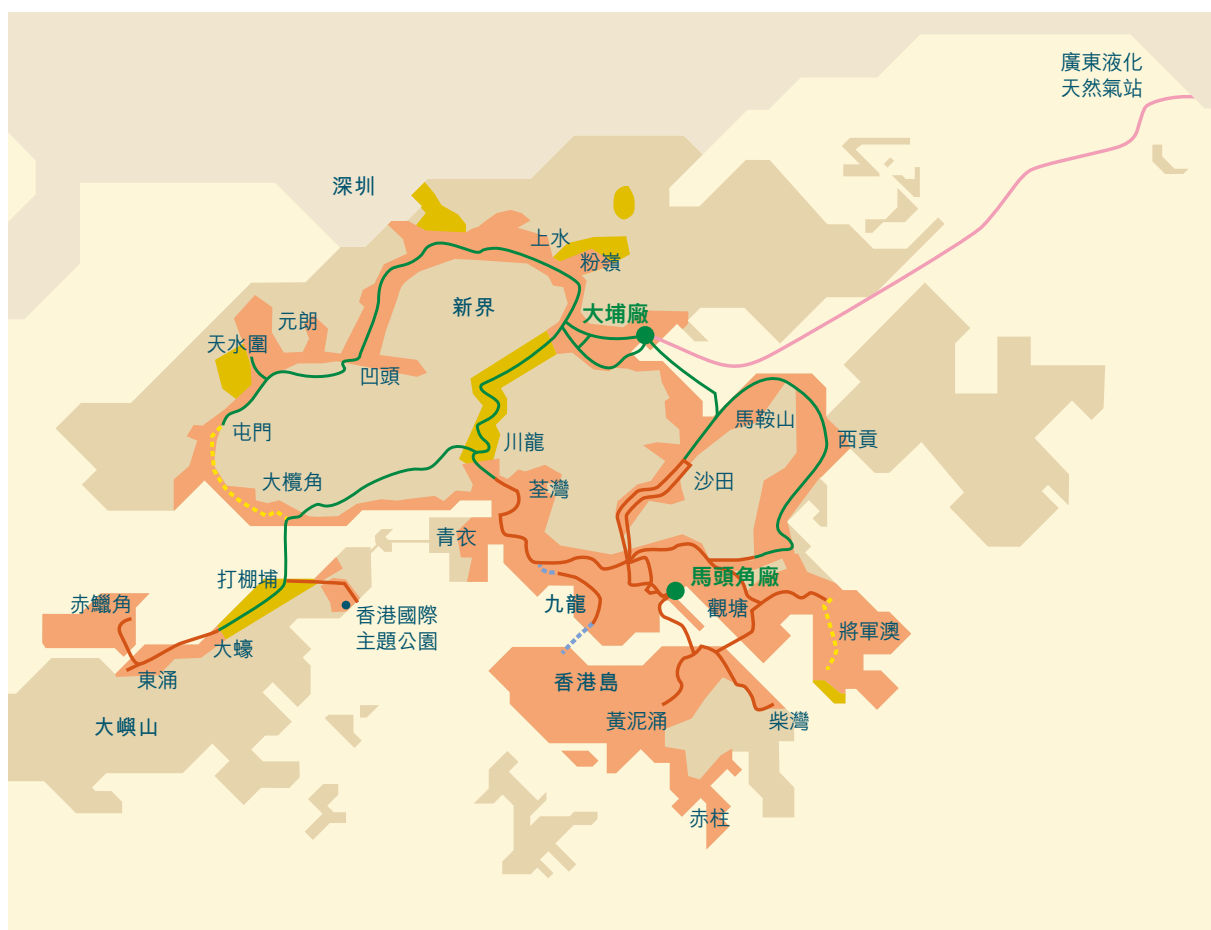 廣東液化
天然氣站
深圳
上水
粉嶺
新界
大埔廠
元朗
天水圍
凹頭
馬鞍山
屯門
西貢
川龍
大欖角
沙田
荃灣
青衣
打棚埔
馬頭角廠
赤鱲角
九龍
觀塘
香港國際
主題公園
將軍澳
大蠔
東涌
香港島
大嶼山
黃泥涌
柴灣
赤柱